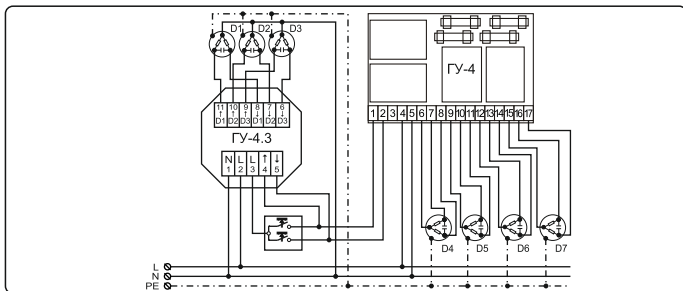 D1 D2 D3
11 10 9 8 7 6
↑ ↑ ↑ ↓ ↓ ↓
D1 D2 D3 D1 D2 D3
ГУ-4.3
N L L ↑ ↓
1 2 3 4 5
ГУ-4
1 2 3 4 5 6 7 8 9 10 11 12 13 14 15 16 17
D4 D5 D6 D7
L
N
PE